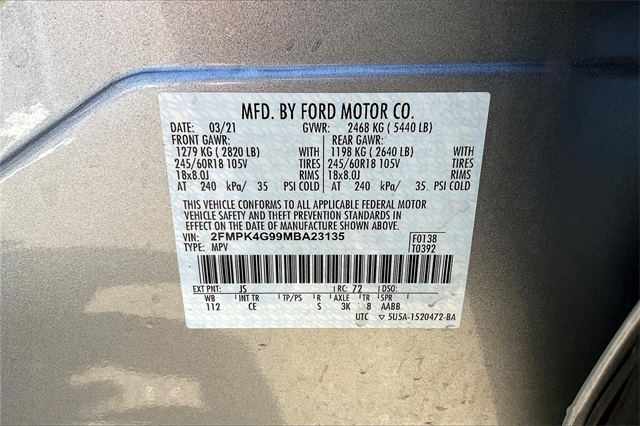 MFD. BY FORD MOTOR CO.
DATE: 03/21 GVWR: 2468 KG ( 5440 LB)
FRONT GAWR: REAR GAWR:
1279 KG ( 2820 LB) WITH 1198 KG ( 2640 LB) WITH
245/60R18 105V TIRES 245/60R18 105V TIRES
18x8.0J RIMS 18x8.0J RIMS
AT 240 kPa/ 35 PSI COLD AT 240 kPa/ 35 PSI COLD
THIS VEHICLE CONFORMS TO ALL APPLICABLE FEDERAL MOTOR
VEHICLE SAFETY AND THEFT PREVENTION STANDARDS IN
EFFECT ON THE DATE OF MANUFACTURE SHOWN ABOVE.
VIN: 2FMPK4G99MBA23135 F0138
TYPE: MPV T0392
EXT PNT: JS RC: 72 DSO:
WB INT TR TP/PS R AXLE TR SPR
112 CE S 3K 8 AABB
UTC ▽ 5U5A-1520472-BA